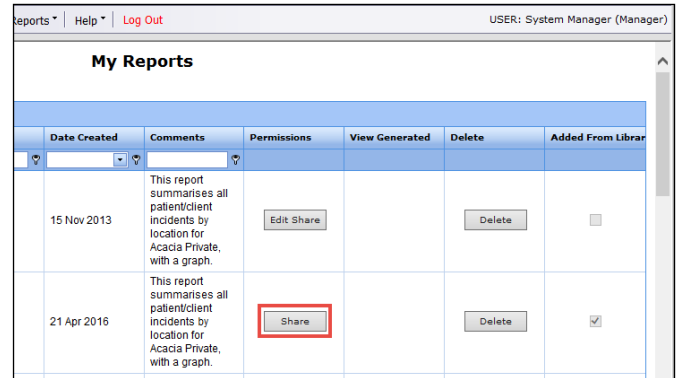 Reports Help Log Out USER: System Manager (Manager)
My Reports
Date Created Comments Permissions View Generated Delete Added From Librar
This report
summarises all
patient/client
incidents by
location for
Acacia Private,
with a graph.
15 Nov 2013 Edit Share Delete
This report
summarises all
patient/client
incidents by
location for
Acacia Private,
with a graph.
21 Apr 2016 Share Delete